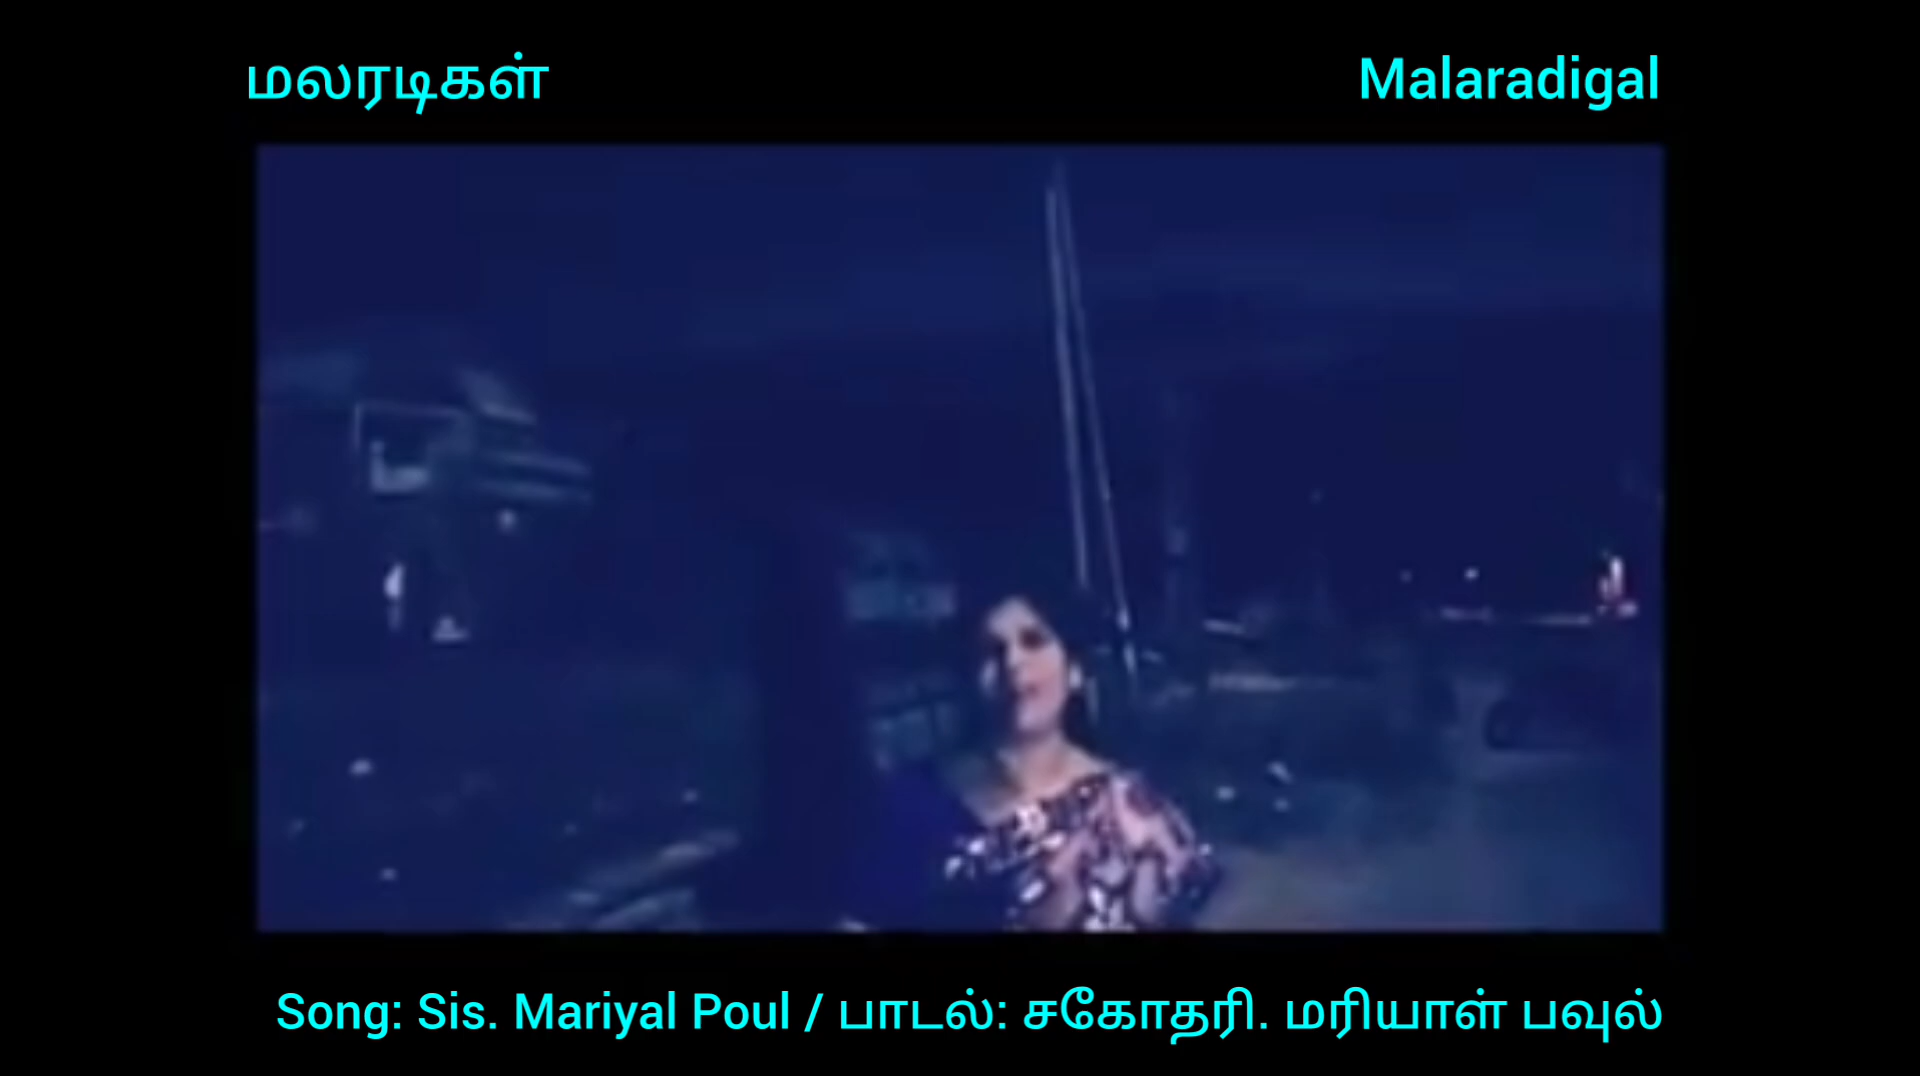 மலரடிகள்
Malaradigal
Song: Sis. Mariyal Poul / பாடல்: சகோதரி. மரியாள் பவுல்